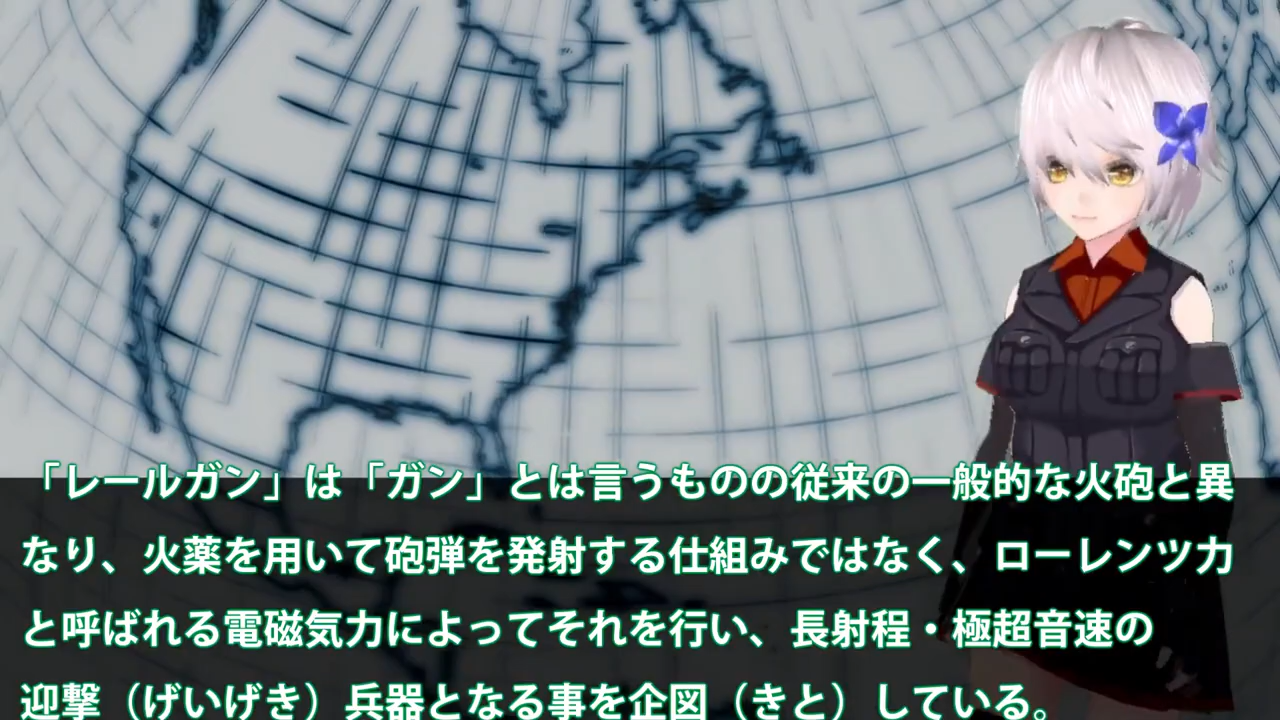 「レールガン」は「ガン」とは言うものの従来の一般的な火砲と異
なり、火薬を用いて砲弾を発射する仕組みではなく、ローレンツ力
と呼ばれる電磁気力によってそれを行い、長射程・極超音速の
迎撃（げいげき）兵器となる事を企図（きと）している。